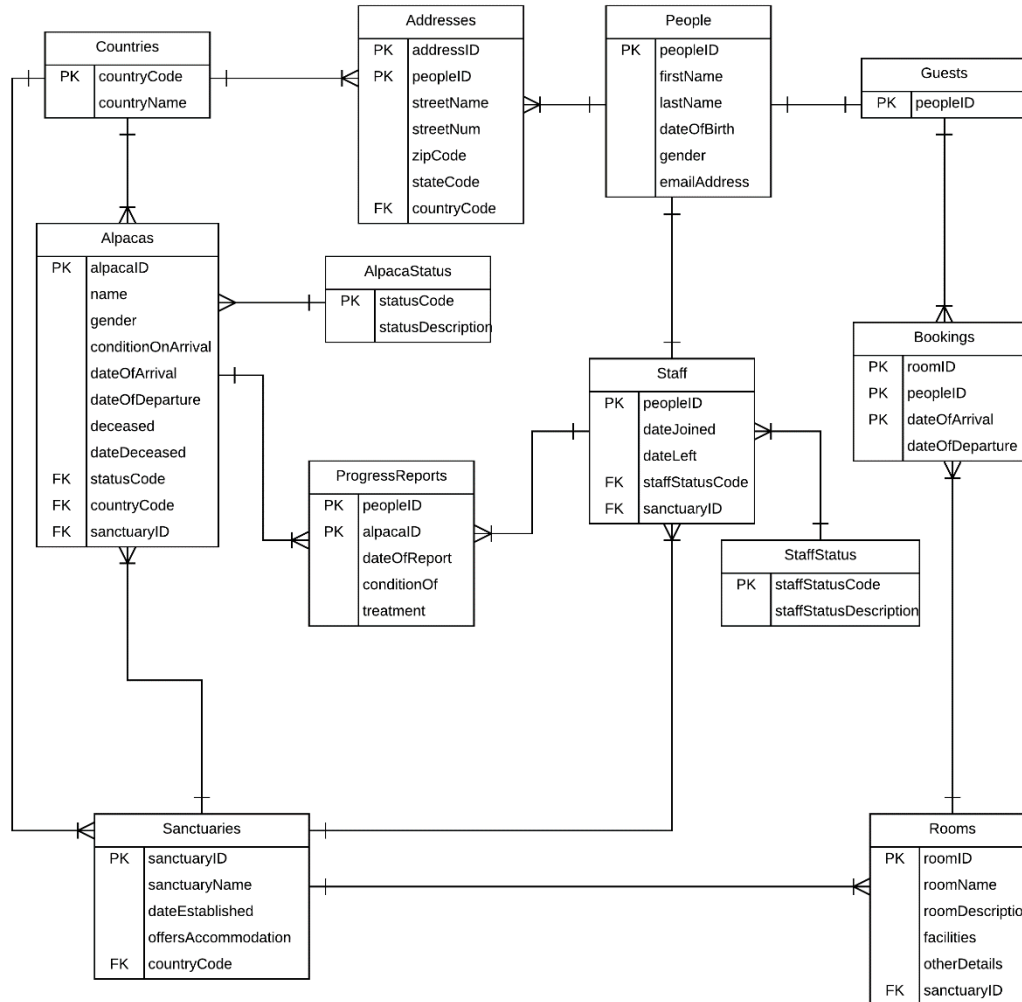 Countries
PK countryCode
countryName
Addresses
PK addressID
PK peopleID
streetName
streetNum
zipCode
stateCode
FK countryCode
People
PK peopleID
firstName
lastName
dateOfBirth
gender
emailAddress
Guests
PK peopleID
Alpacas
PK alpacaID
name
gender
conditionOnArrival
dateOfArrival
dateOfDeparture
deceased
dateDeceased
FK statusCode
FK countryCode
FK sanctuaryID
AlpacaStatus
PK statusCode
statusDescription
Staff
PK peopleID
dateJoined
dateLeft
FK staffStatusCode
FK sanctuaryID
Bookings
PK roomID
PK peopleID
PK dateOfArrival
dateOfDeparture
ProgressReports
PK peopleID
PK alpacaID
dateOfReport
conditionOf
treatment
StaffStatus
PK staffStatusCode
staffStatusDescription
Sanctuaries
PK sanctuaryID
sanctuaryName
dateEstablished
offersAccommodation
FK countryCode
Rooms
PK roomID
roomName
roomDescriptio
facilities
otherDetails
FK sanctuaryID